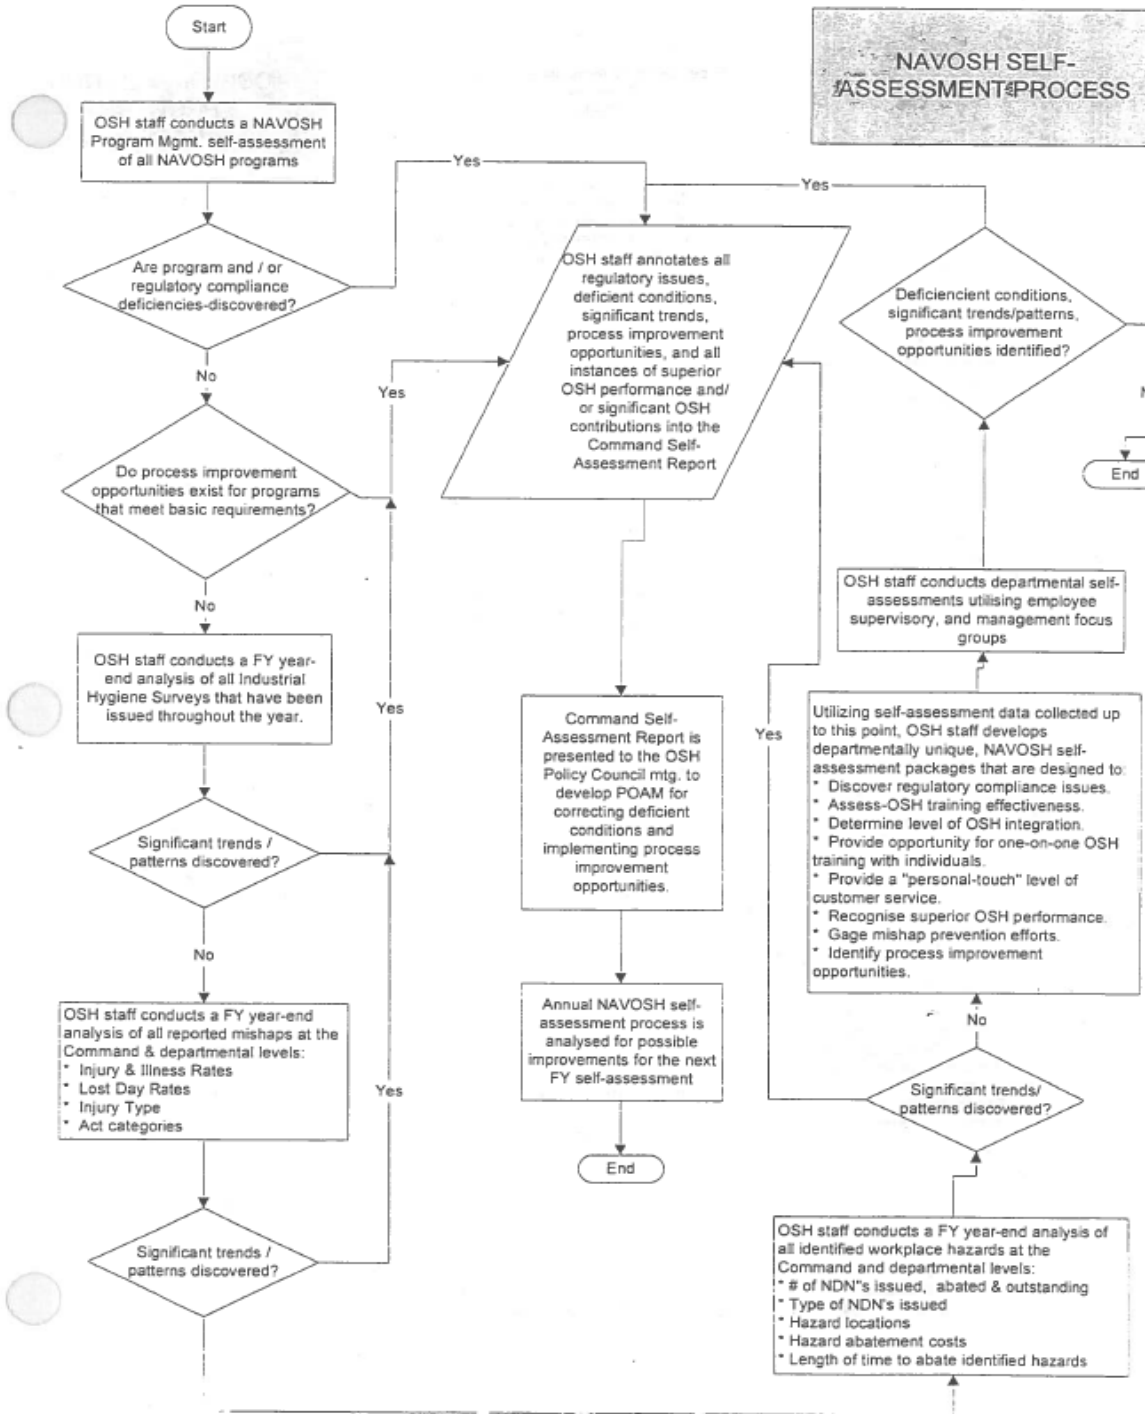 Start
NAVOSH SELF-
ASSESSMENT PROCESS
OSH staff conducts a NAVOSH
Program Mgmt. self-assessment
of all NAVOSH programs
Yes
Yes
Are program and / or
regulatory compliance
deficiencies-discovered?
OSH staff annotates all
regulatory issues,
deficient conditions,
significant trends,
process improvement
opportunities, and all
instances of superior
OSH performance and/
or significant OSH
contributions into the
Command Self-
Assessment Report
Deficiencient conditions,
significant trends/patterns,
process improvement
opportunities identified?
No
Yes
Do process improvement
opportunities exist for programs
that meet basic requirements?
End
No
OSH staff conducts departmental self-
assessments utilising employee
supervisory, and management focus
groups
OSH staff conducts a FY year-
end analysis of all Industrial
Hygiene Surveys that have been
issued throughout the year.
Yes
Command Self-
Assessment Report is
presented to the OSH
Policy Council mtg. to
develop POAM for
correcting deficient
conditions and
implementing process
improvement
opportunities.
Yes
Utilizing self-assessment data collected up
to this point, OSH staff develops
departmentally unique, NAVOSH self-
assessment packages that are designed to:
* Discover regulatory compliance issues.
* Assess-OSH training effectiveness.
* Determine level of OSH integration.
* Provide opportunity for one-on-one OSH
training with individuals.
* Provide a "personal-touch" level of
customer service.
* Recognise superior OSH performance.
* Gage mishap prevention efforts.
* Identify process improvement
opportunities.
Significant trends /
patterns discovered?
No
OSH staff conducts a FY year-end
analysis of all reported mishaps at the
Command & departmental levels:
* Injury & Illness Rates
* Lost Day Rates
* Injury Type
* Act categories
Yes
Annual NAVOSH self-
assessment process is
analysed for possible
improvements for the next
FY self-assessment
No
Significant trends/
patterns discovered?
End
Significant trends /
patterns discovered?
OSH staff conducts a FY year-end analysis of
all identified workplace hazards at the
Command and departmental levels:
* # of NDN"s issued, abated & outstanding
* Type of NDN's issued
* Hazard locations
* Hazard abatement costs
* Length of time to abate identified hazards